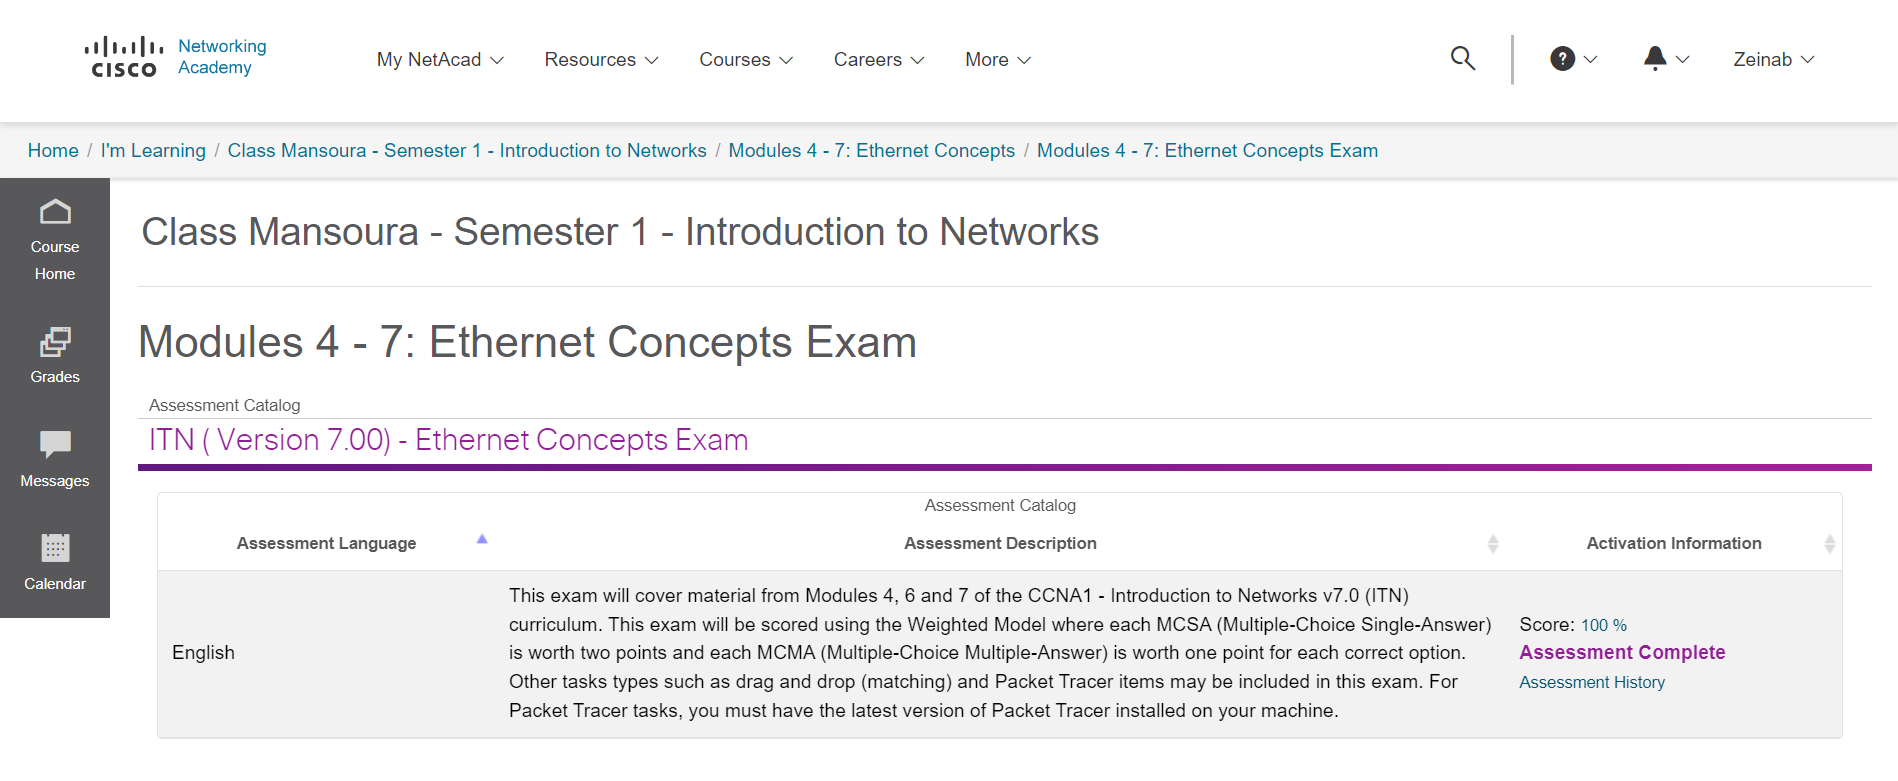 CISCO
Networking
Academy
My NetAcad
Resources
Courses
Careers
More
?
Zeinab
Home / I'm Learning / Class Mansoura - Semester 1 - Introduction to Networks / Modules 4 - 7: Ethernet Concepts / Modules 4 - 7: Ethernet Concepts Exam
Course
Home
Grades
Messages
Calendar
Class Mansoura - Semester 1 - Introduction to Networks
Modules 4 - 7: Ethernet Concepts Exam
Assessment Catalog
ITN ( Version 7.00) - Ethernet Concepts Exam
Assessment Catalog
Assessment Language
Assessment Description
Activation Information
English
This exam will cover material from Modules 4, 6 and 7 of the CCNA1 - Introduction to Networks v7.0 (ITN)
curriculum. This exam will be scored using the Weighted Model where each MCSA (Multiple-Choice Single-Answer)
is worth two points and each MCMA (Multiple-Choice Multiple-Answer) is worth one point for each correct option.
Other tasks types such as drag and drop (matching) and Packet Tracer items may be included in this exam. For
Packet Tracer tasks, you must have the latest version of Packet Tracer installed on your machine.
Score: 100 %
Assessment Complete
Assessment History